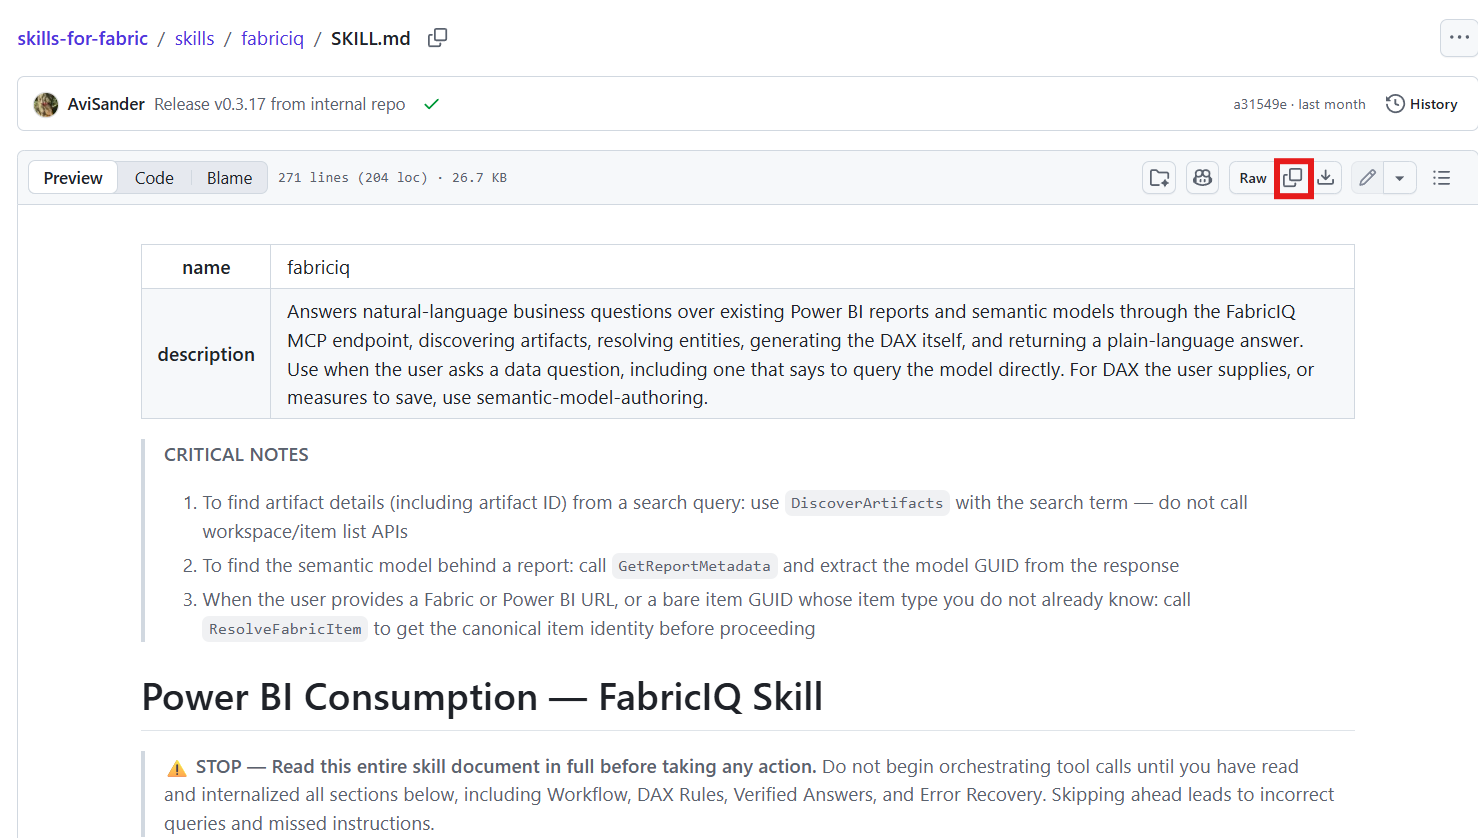 skills-for-fabric / skills / fabriciq / SKILL.md
AviSander Release v0.3.17 from internal repo
a31549e · last month History
Preview Code Blame 271 lines (204 loc) · 26.7 KB
Raw
name fabriciq
description
Answers natural-language business questions over existing Power BI reports and semantic models through the FabricIQ
MCP endpoint, discovering artifacts, resolving entities, generating the DAX itself, and returning a plain-language answer.
Use when the user asks a data question, including one that says to query the model directly. For DAX the user supplies, or
measures to save, use semantic-model-authoring.
CRITICAL NOTES
1. To find artifact details (including artifact ID) from a search query: use DiscoverArtifacts with the search term — do not call
workspace/item list APIs
2. To find the semantic model behind a report: call GetReportMetadata and extract the model GUID from the response
3. When the user provides a Fabric or Power BI URL, or a bare item GUID whose item type you do not already know: call
ResolveFabricItem to get the canonical item identity before proceeding
Power BI Consumption — FabricIQ Skill
⚠️ STOP — Read this entire skill document in full before taking any action. Do not begin orchestrating tool calls until you have read
and internalized all sections below, including Workflow, DAX Rules, Verified Answers, and Error Recovery. Skipping ahead leads to incorrect
queries and missed instructions.